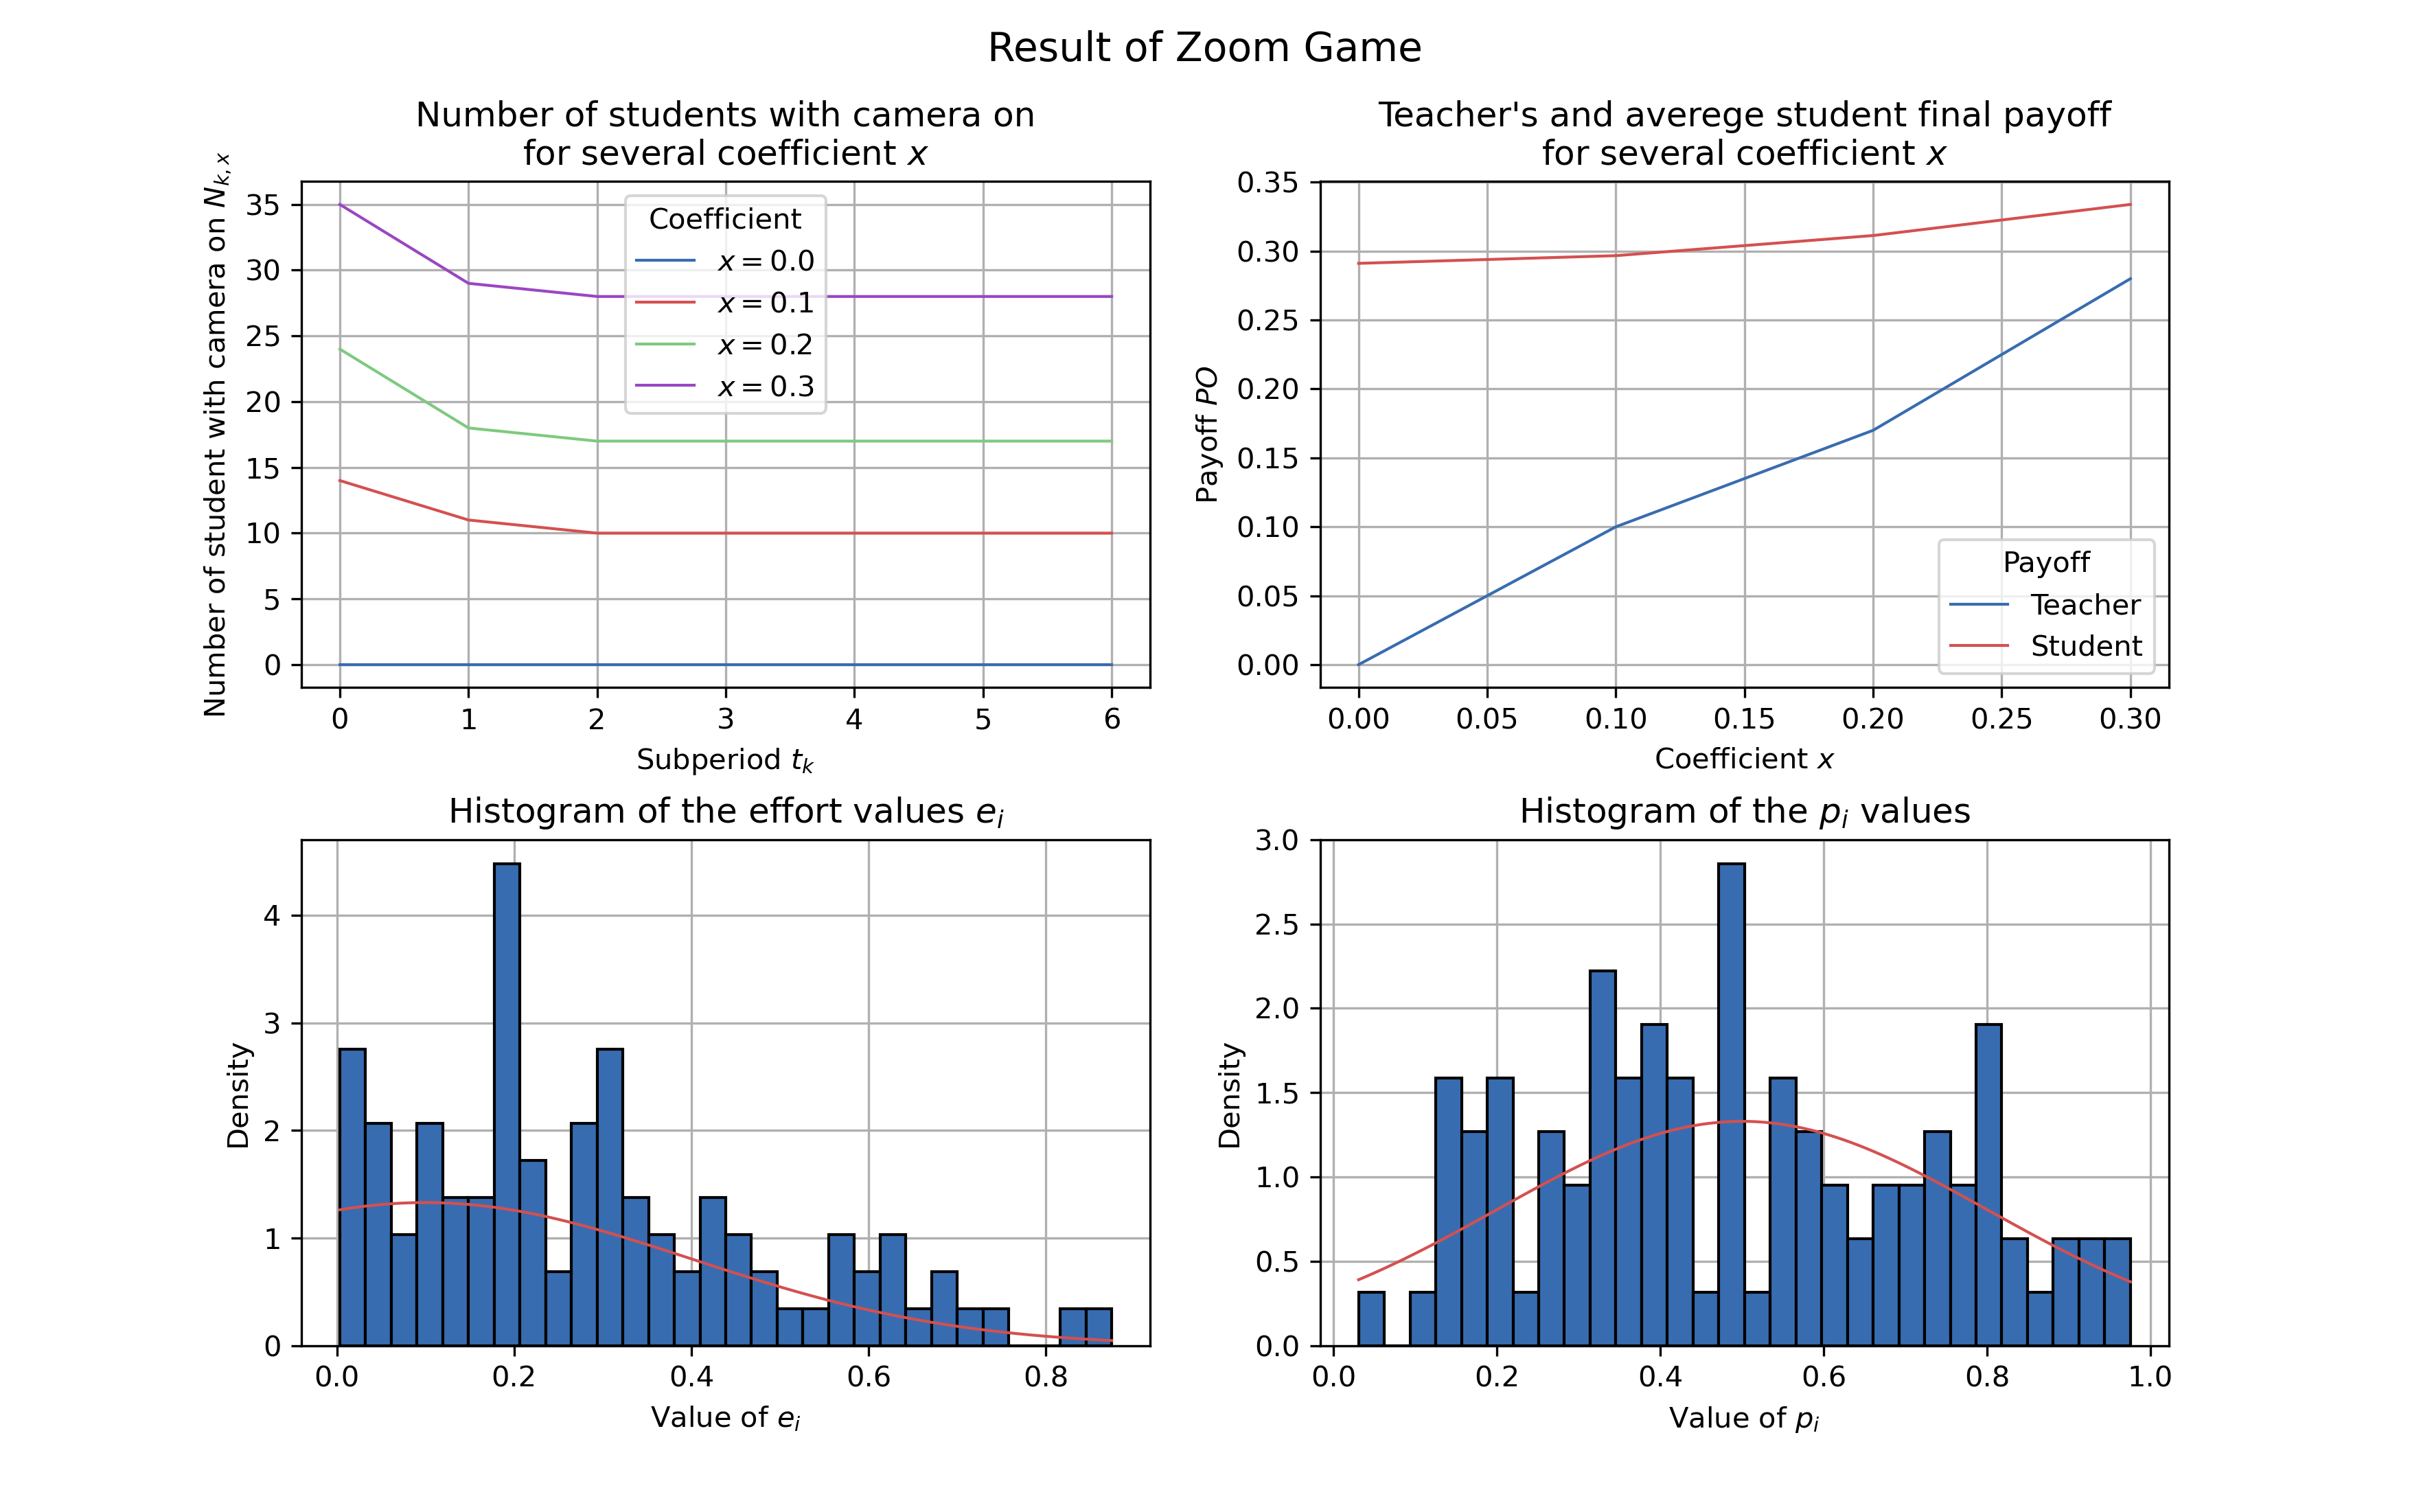 Result of Zoom Game
Number of students with camera on
for several coefficient x
Number of student with camera on N_{k,x}
35
30
25
20
15
10
5
0
Coefficient
x = 0.0
x = 0.1
x = 0.2
x = 0.3
0 1 2 3 4 5 6
Subperiod t_k
Teacher's and averege student final payoff
for several coefficient x
Payoff PO
0.35
0.30
0.25
0.20
0.15
0.10
0.05
0.00
Payoff
Teacher
Student
0.00 0.05 0.10 0.15 0.20 0.25 0.30
Coefficient x
Histogram of the effort values e_i
Density
4
3
2
1
0
0.0 0.2 0.4 0.6 0.8
Value of e_i
Histogram of the p_i values
Density
3.0
2.5
2.0
1.5
1.0
0.5
0.0
0.0 0.2 0.4 0.6 0.8 1.0
Value of p_i